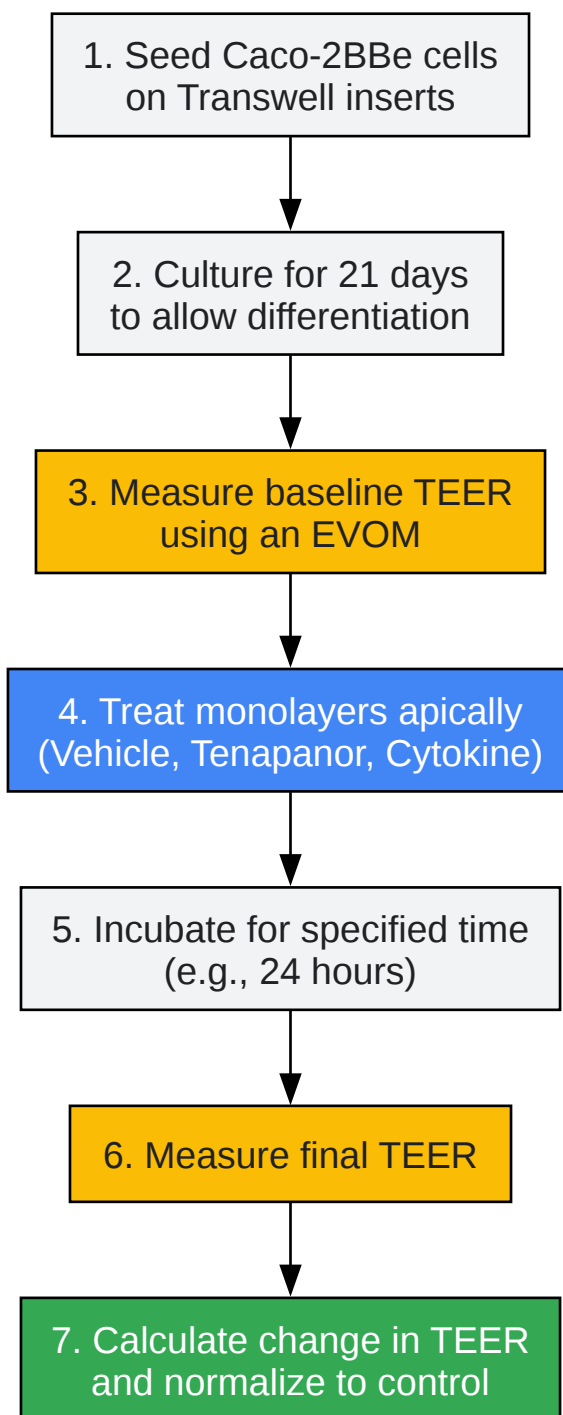 1. Seed Caco-2BBe cells
on Transwell inserts
2. Culture for 21 days
to allow differentiation
3. Measure baseline TEER
using an EVOM
4. Treat monolayers apically
(Vehicle, Tenapanor, Cytokine)
5. Incubate for specified time
(e.g., 24 hours)
6. Measure final TEER
7. Calculate change in TEER
and normalize to control